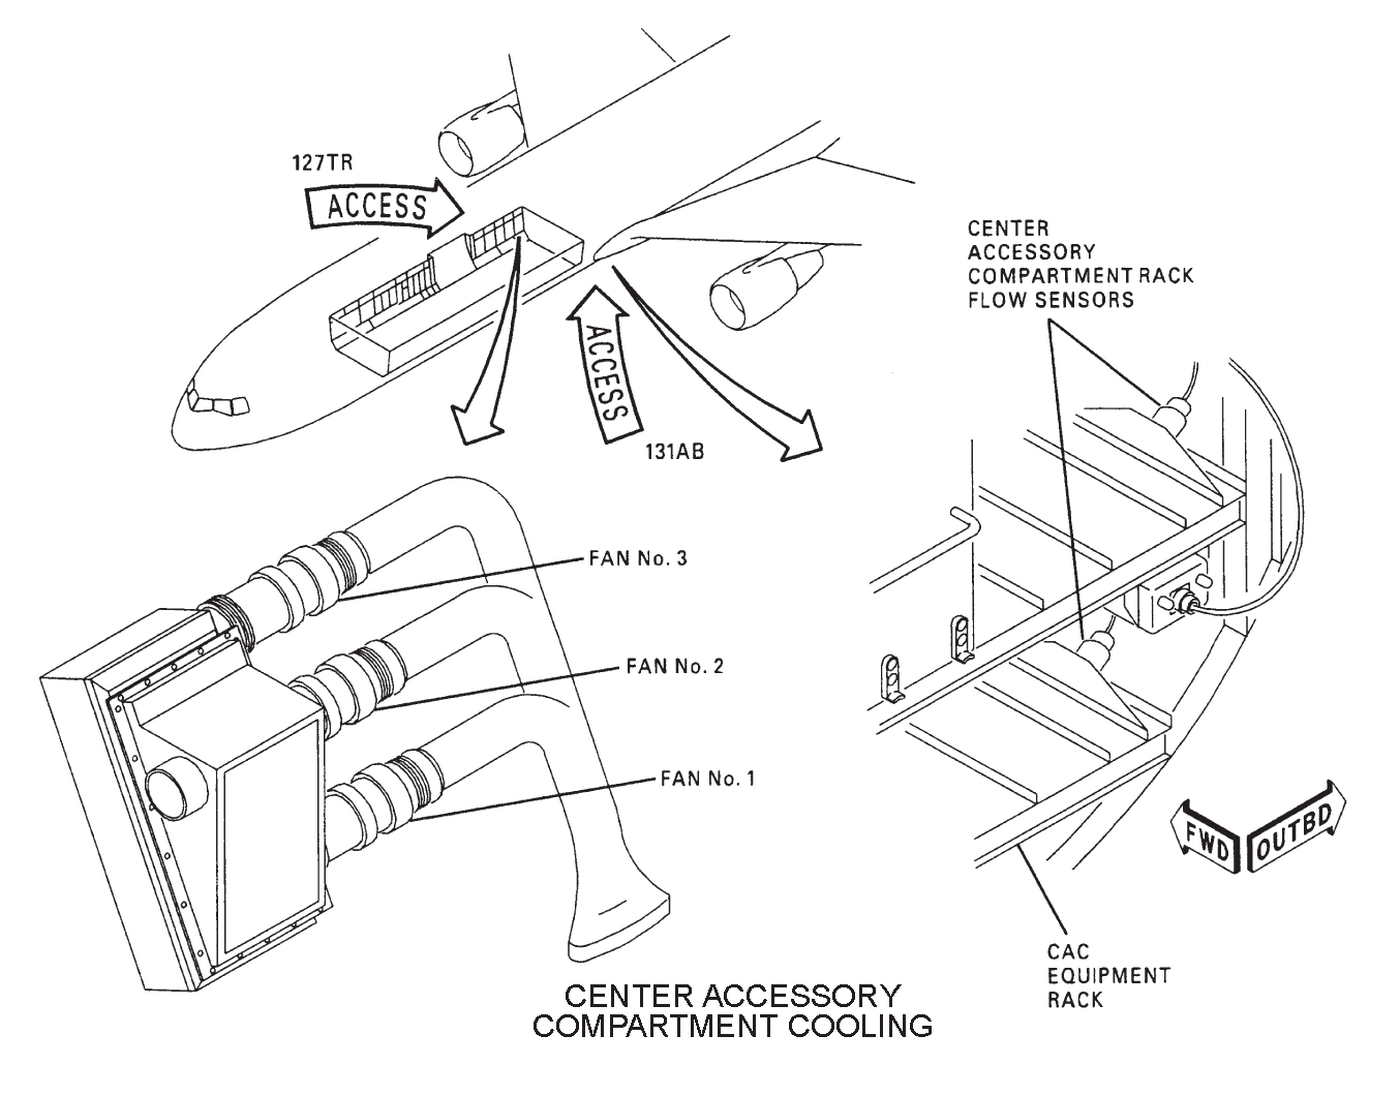 127TR
ACCESS
CENTER
ACCESSORY
COMPARTMENT RACK
FLOW SENSORS
ACCESS
131AB
FAN No. 3
FAN No. 2
FAN No. 1
FWD
OUTBD
CAC
EQUIPMENT
RACK
CENTER ACCESSORY
COMPARTMENT COOLING